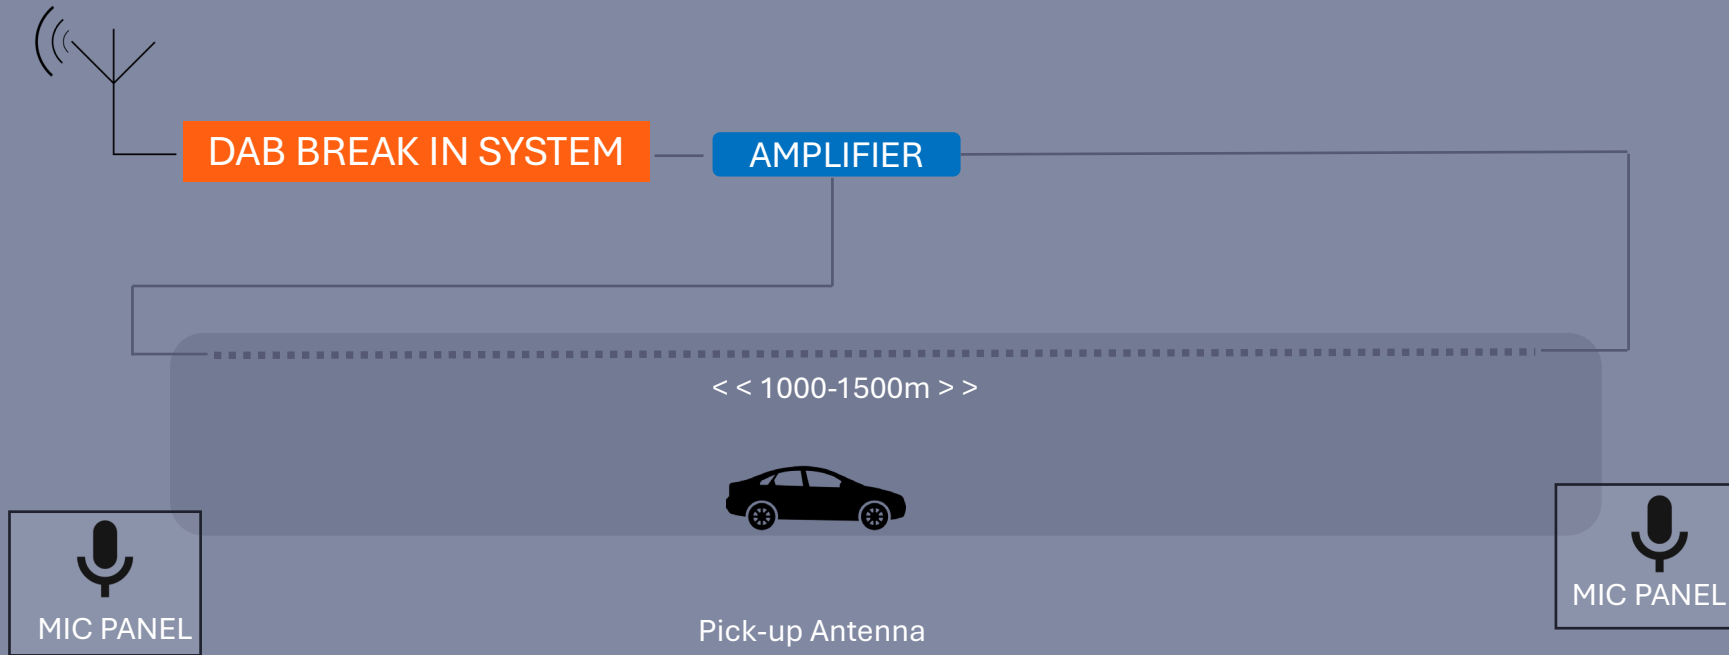 DAB BREAK IN SYSTEM
AMPLIFIER
< < 1000-1500m > >
MIC PANEL
MIC PANEL
Pick-up Antenna